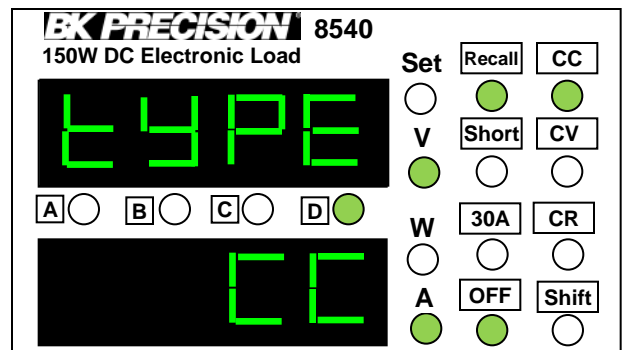 BK PRECISION® 8540
150W DC Electronic Load
Set Recall CC
tYPE
V Short CV
A B C D
W 30A CR
CC
A OFF Shift